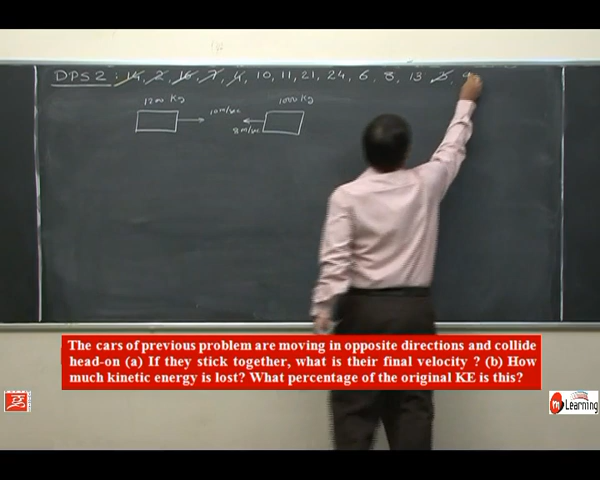 DPS 2 : 14, 2, 16, 7, 4, 10, 11, 21, 24, 6, 8, 13
1200 Kg
1000 Kg
10 m/sec
8 m/sec
The cars of previous problem are moving in opposite directions and collide
head-on (a) If they stick together, what is their final velocity ? (b) How
much kinetic energy is lost? What percentage of the original KE is this?
Learning